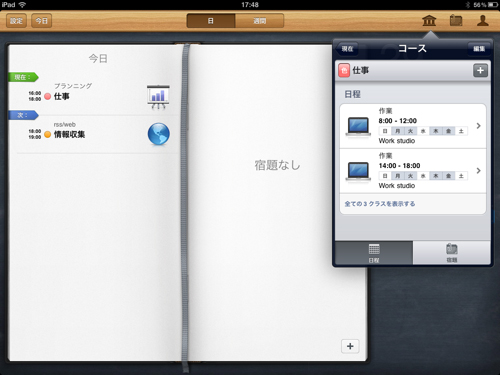 iPad
17:48
56%
設定
今日
日
週間
今日
現在：
プランニング
16:00
18:00
仕事
次：
rss/web
18:00
19:00
情報収集
宿題なし
+
現在
コース
編集
仕事
+
日程
作業
8:00 - 12:00
日 月 火 水 木 金 土
Work studio
作業
14:00 - 18:00
日 月 火 水 木 金 土
Work studio
全ての 3 クラスを表示する
日程
宿題